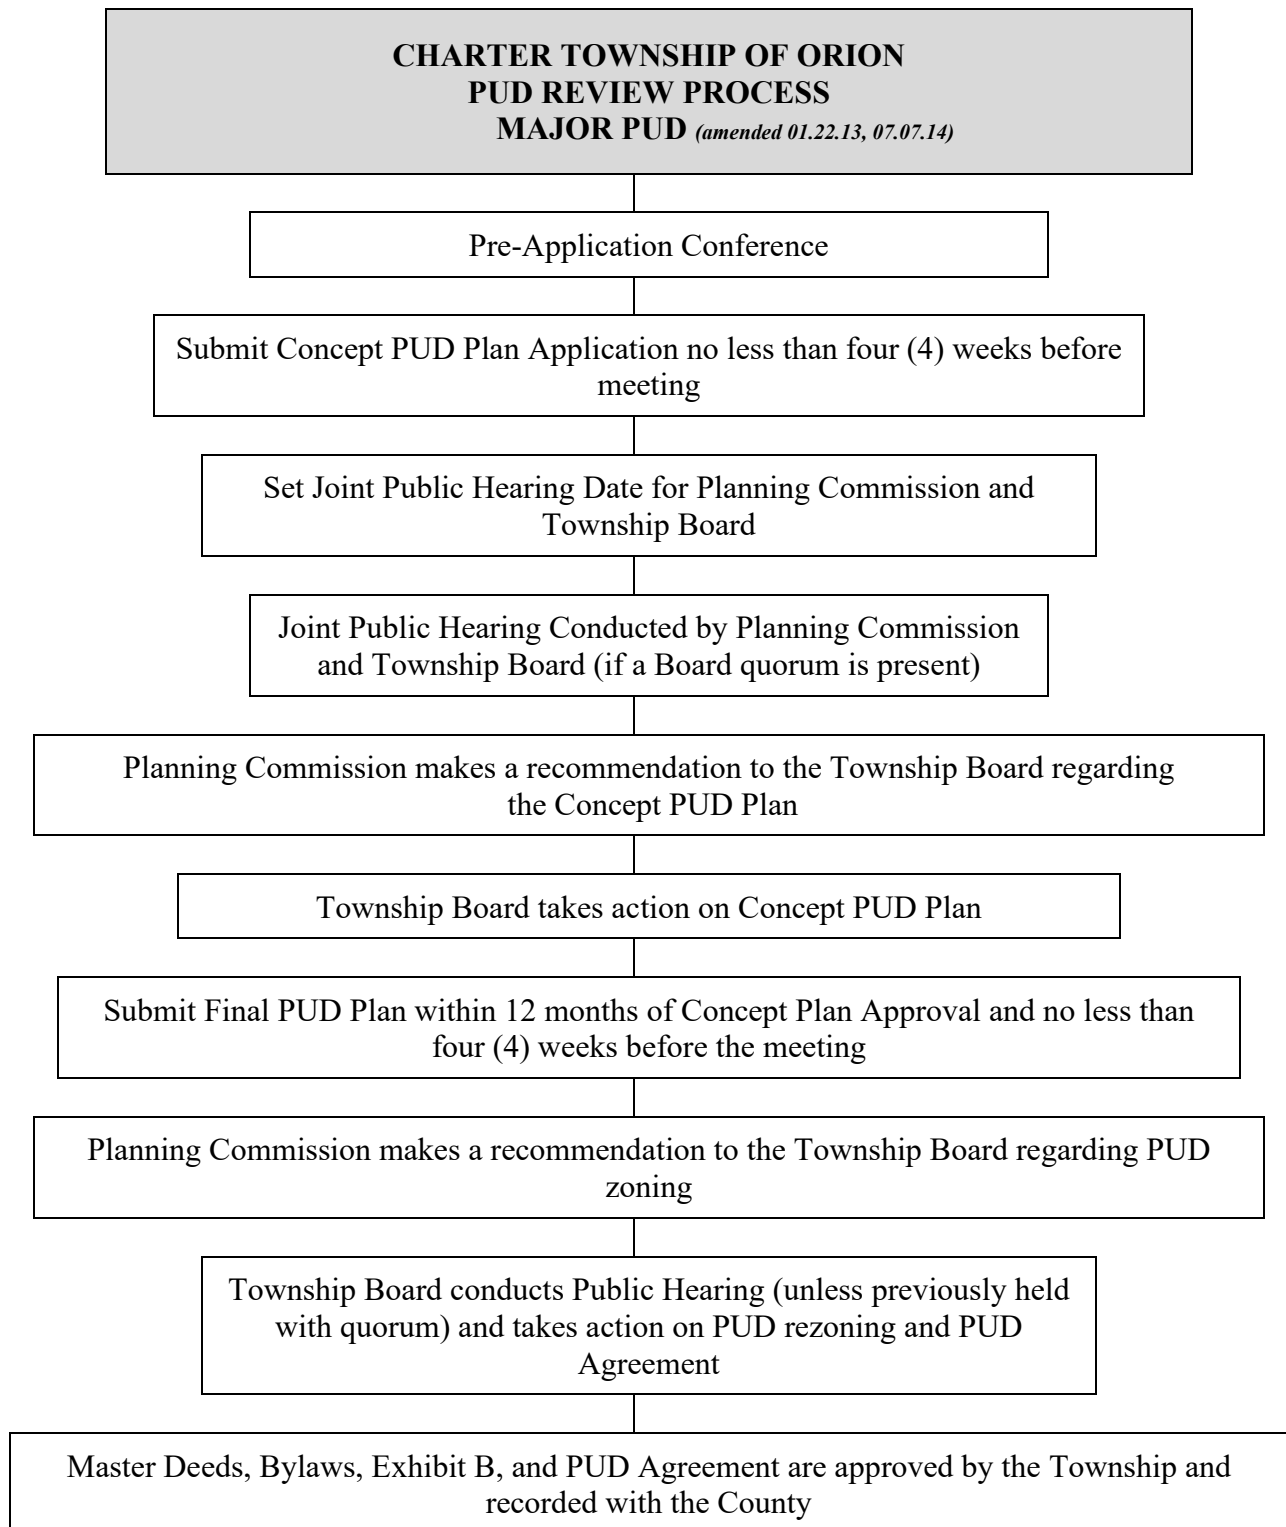 CHARTER TOWNSHIP OF ORION
PUD REVIEW PROCESS
MAJOR PUD (amended 01.22.13, 07.07.14)
Pre-Application Conference
Submit Concept PUD Plan Application no less than four (4) weeks before
meeting
Set Joint Public Hearing Date for Planning Commission and
Township Board
Joint Public Hearing Conducted by Planning Commission
and Township Board (if a Board quorum is present)
Planning Commission makes a recommendation to the Township Board regarding
the Concept PUD Plan
Township Board takes action on Concept PUD Plan
Submit Final PUD Plan within 12 months of Concept Plan Approval and no less than
four (4) weeks before the meeting
Planning Commission makes a recommendation to the Township Board regarding PUD
zoning
Township Board conducts Public Hearing (unless previously held
with quorum) and takes action on PUD rezoning and PUD
Agreement
Master Deeds, Bylaws, Exhibit B, and PUD Agreement are approved by the Township and
recorded with the County